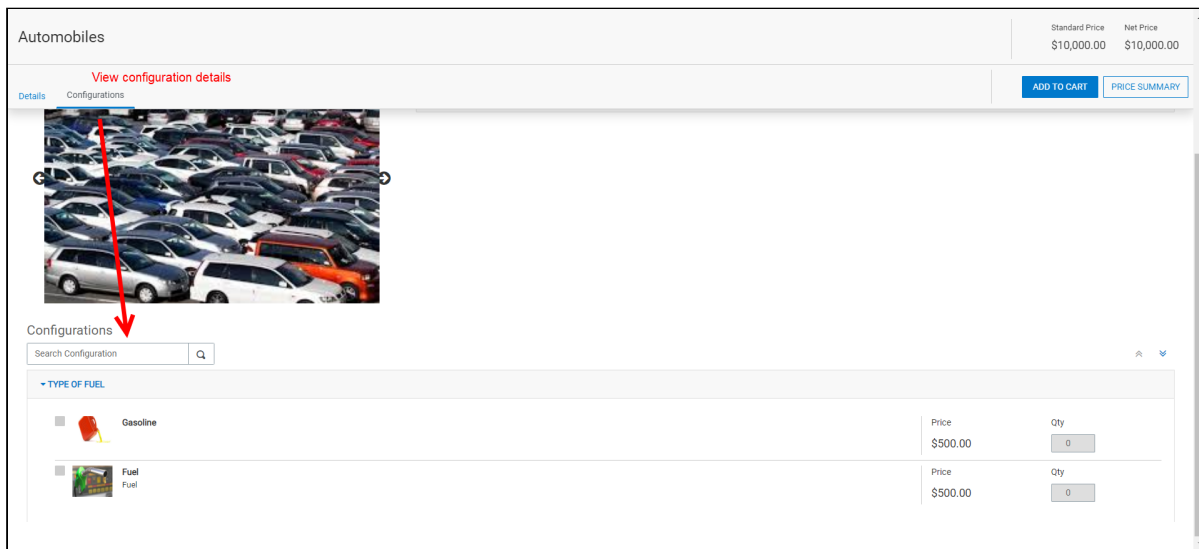 Automobiles
Standard Price Net Price
$10,000.00 $10,000.00
View configuration details
Details Configurations
ADD TO CART PRICE SUMMARY
Configurations
Search Configuration
TYPE OF FUEL
Gasoline
Price Qty
$500.00 0
Fuel
Fuel
Price Qty
$500.00 0